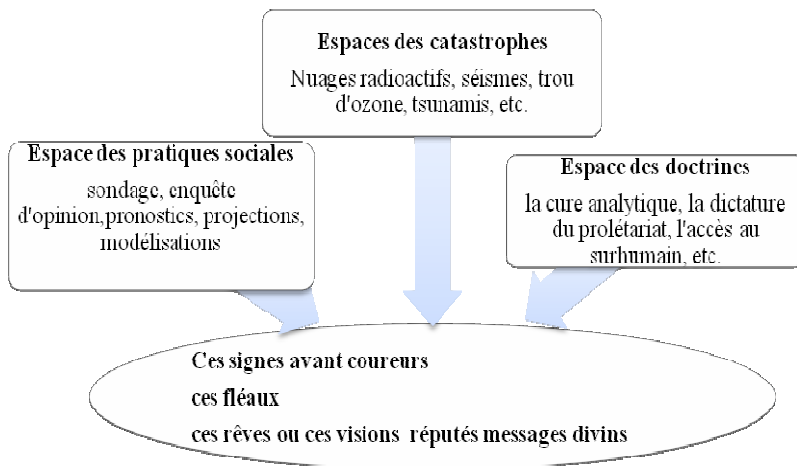 Espaces des catastrophes
Nuages radioactifs, séismes, trou
d'ozone, tsunamis, etc.
Espace des pratiques sociales
sondage, enquête
d'opinion,pronostics, projections,
modélisations
Espace des doctrines
la cure analytique, la dictature
du prolétariat, l'accès au
surhumain, etc.
Ces signes avant coureurs
ces fléaux
ces rêves ou ces visions réputés messages divins